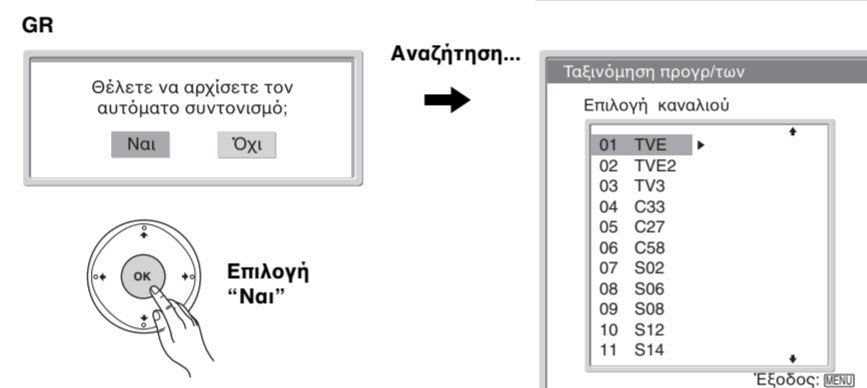 GR
Θέλετε να αρχίσετε τον
αυτόματο συντονισμό;
Ναι Όχι
Αναζήτηση...
OK
Επιλογή
“Ναι”
Ταξινόμηση προγρ/των
Επιλογή καναλιού
01 TVE
02 TVE2
03 TV3
04 C33
05 C27
06 C58
07 S02
08 S06
09 S08
10 S12
11 S14
Έξοδος: MENU